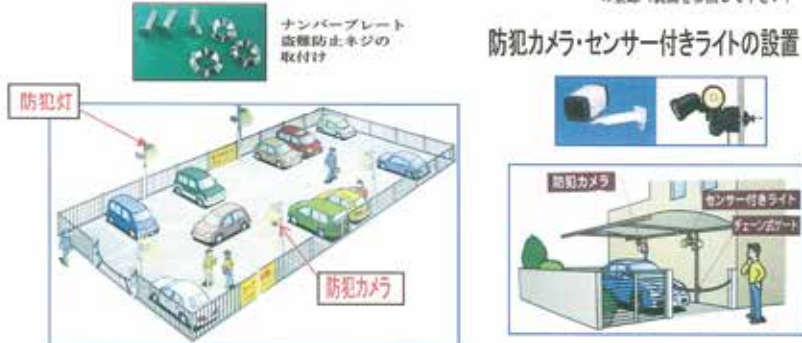 ナンバープレート
盗難防止ネジの
取付け
防犯カメラ・センサー付きライトの設置
防犯灯
防犯カメラ
防犯カメラ
センサー付きライト
チェーン式ゲート